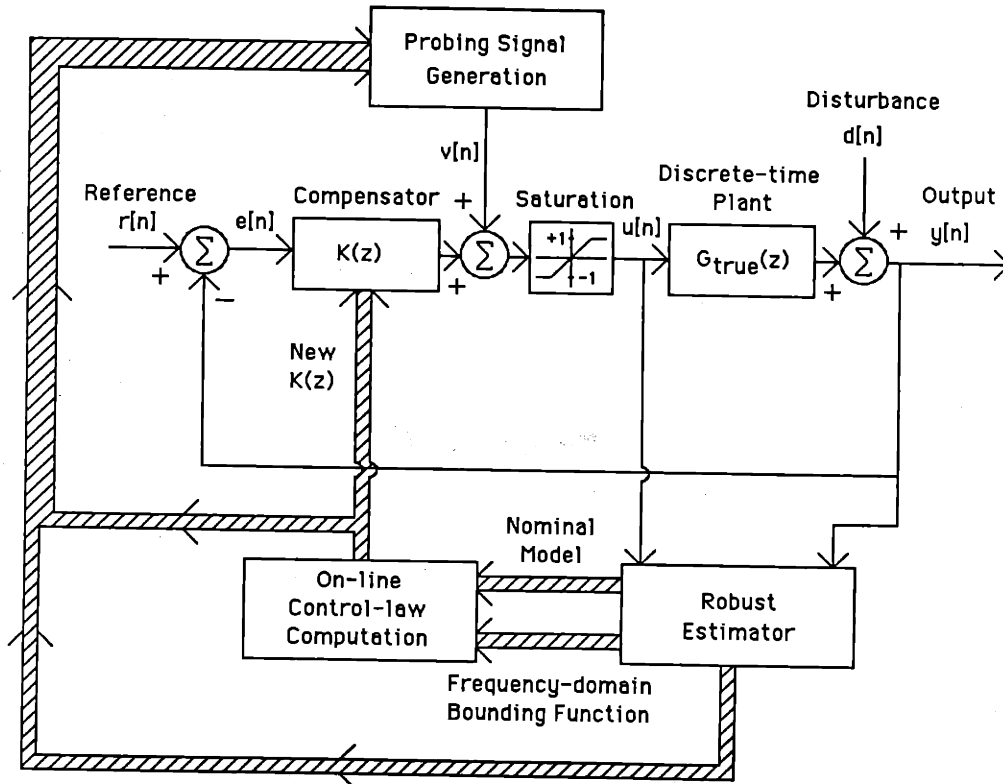 Probing Signal
Generation
Disturbance
d[n]
v[n]
Reference
r[n]
e[n]
Compensator
K(z)
Saturation
+1
-1
u[n]
Discrete-time
Plant
G_true(z)
Output
y[n]
+
-
Σ
+
+
Σ
+
+
Σ
New
K(z)
Nominal
Model
On-line
Control-law
Computation
Robust
Estimator
Frequency-domain
Bounding Function